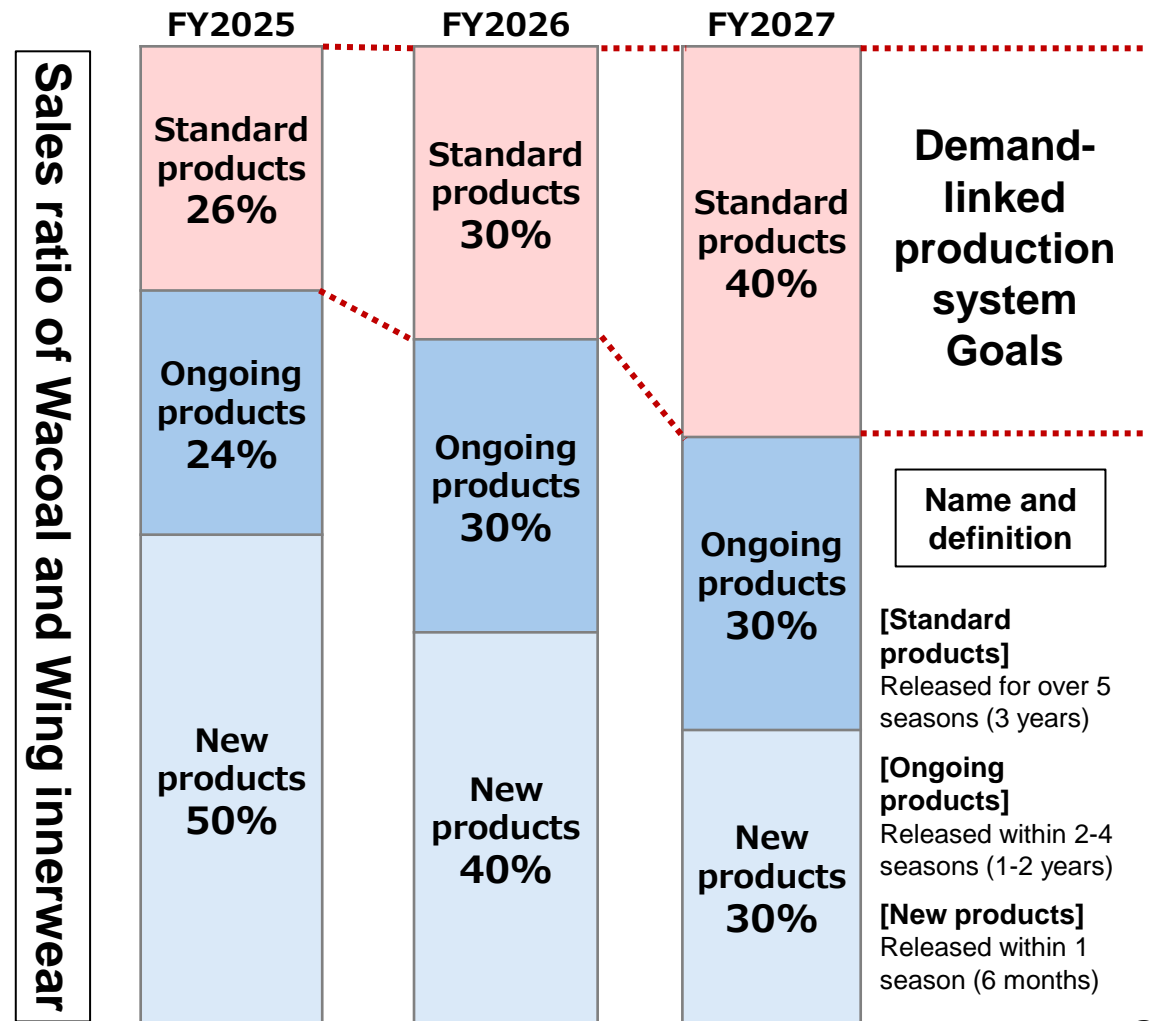 FY2025
FY2026
FY2027
Sales ratio of Wacoal and Wing innerwear
Standard
products
26%
Ongoing
products
24%
New
products
50%
Standard
products
30%
Ongoing
products
30%
New
products
40%
Standard
products
40%
Ongoing
products
30%
New
products
30%
Demand-
linked
production
system
Goals
Name and
definition
[Standard
products]
Released for over 5
seasons (3 years)
[Ongoing
products]
Released within 2-4
seasons (1-2 years)
[New products]
Released within 1
season (6 months)